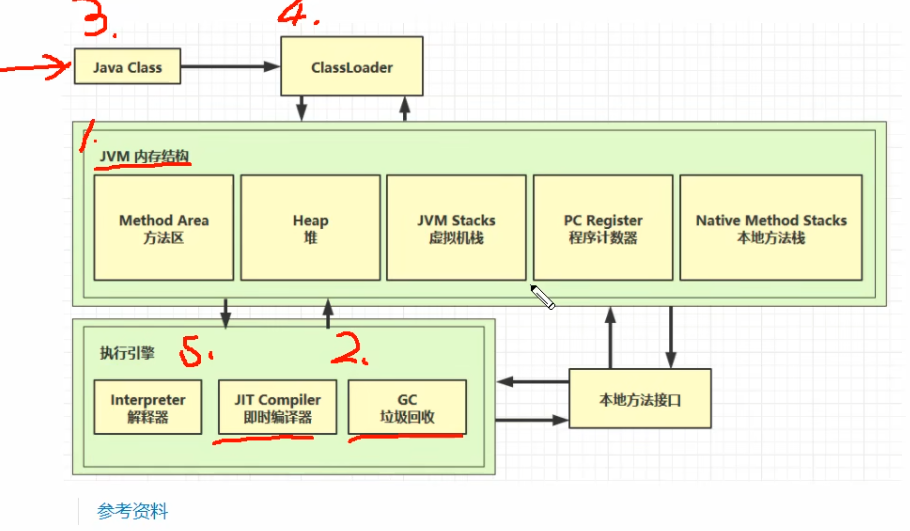 3.
4.
Java Class
ClassLoader
1.
JVM 内存结构
Method Area
方法区
Heap
堆
JVM Stacks
虚拟机栈
PC Register
程序计数器
Native Method Stacks
本地方法栈
执行引擎
5.
2.
Interpreter
解释器
JIT Compiler
即时编译器
GC
垃圾回收
本地方法接口
参考资料